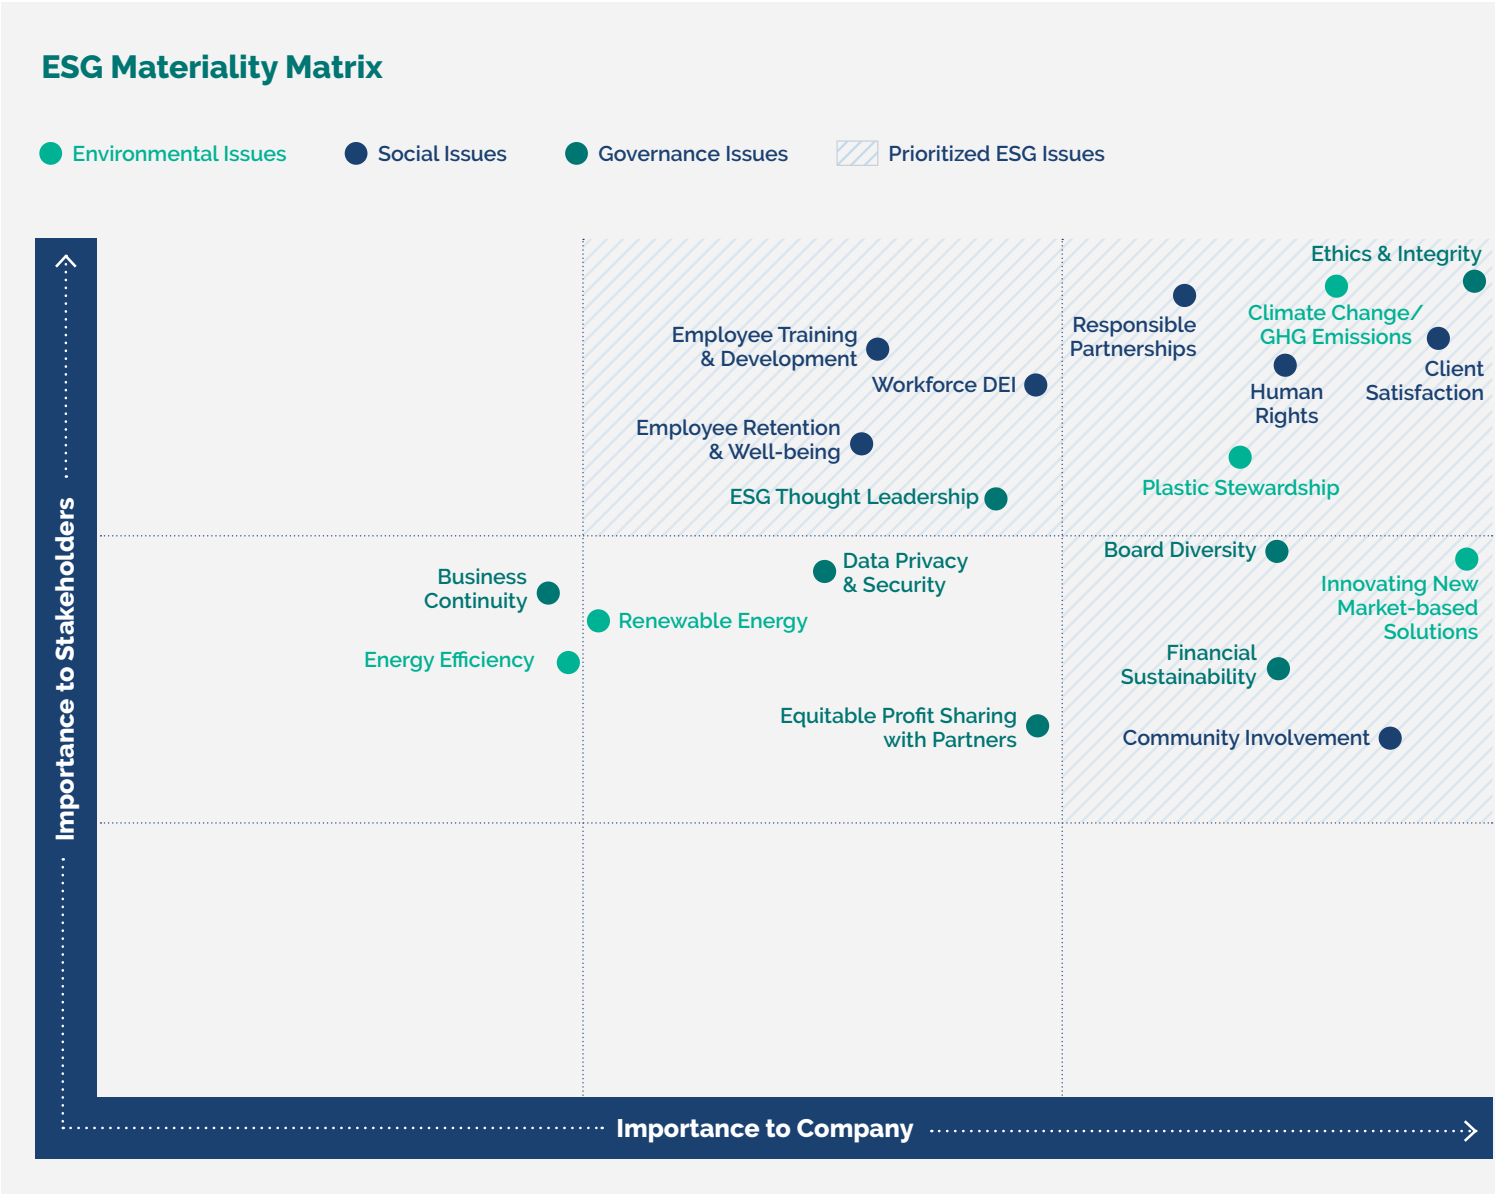 ESG Materiality Matrix
Environmental Issues
Social Issues
Governance Issues
Prioritized ESG Issues
Importance to Stakeholders
Ethics & Integrity
Climate Change/
GHG Emissions
Responsible
Partnerships
Client
Satisfaction
Human
Rights
Plastic Stewardship
Employee Training
& Development
Workforce DEI
Employee Retention
& Well-being
ESG Thought Leadership
Business
Continuity
Energy Efficiency
Data Privacy
& Security
Renewable Energy
Equitable Profit Sharing
with Partners
Board Diversity
Innovating New
Market-based
Solutions
Financial
Sustainability
Community Involvement
Importance to Company